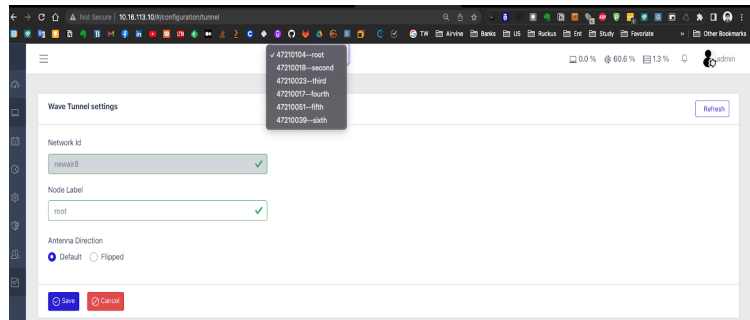 Not Secure | 10.16.113.10/#/configuration/tunnel
TW Airvine Banks US Ruckus Ent Study Favorite » Other Bookmarks
✓ 47210104--root
47210018--second
47210023--third
47210017--fourth
47210051--fifth
47210039--sixth
0.0 % 60.6 % 1.3 % admin
Wave Tunnel settings
Refresh
Network Id
newair8
Node Label
root
Antenna Direction
Default Flipped
Save Cancel